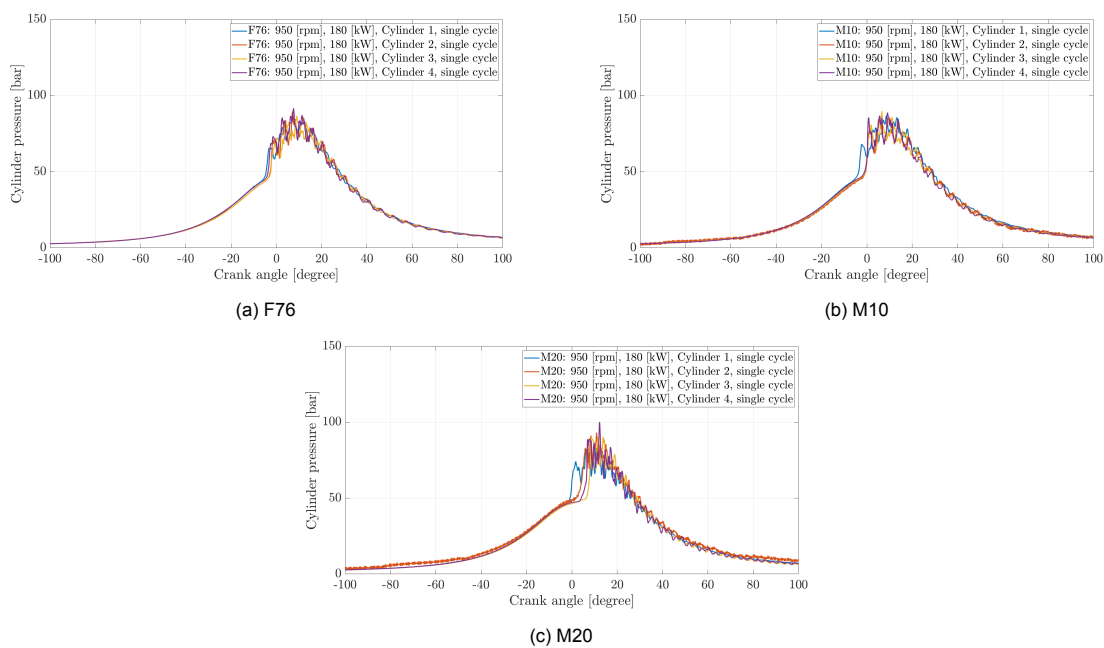 150
100
50
0
Cylinder pressure [bar]
F76: 950 [rpm], 180 [kW], Cylinder 1, single cycle
F76: 950 [rpm], 180 [kW], Cylinder 2, single cycle
F76: 950 [rpm], 180 [kW], Cylinder 3, single cycle
F76: 950 [rpm], 180 [kW], Cylinder 4, single cycle
-100 -80 -60 -40 -20 0 20 40 60 80 100
Crank angle [degree]
(a) F76
150
100
50
0
Cylinder pressure [bar]
M10: 950 [rpm], 180 [kW], Cylinder 1, single cycle
M10: 950 [rpm], 180 [kW], Cylinder 2, single cycle
M10: 950 [rpm], 180 [kW], Cylinder 3, single cycle
M10: 950 [rpm], 180 [kW], Cylinder 4, single cycle
-100 -80 -60 -40 -20 0 20 40 60 80 100
Crank angle [degree]
(b) M10
150
100
50
0
Cylinder pressure [bar]
M20: 950 [rpm], 180 [kW], Cylinder 1, single cycle
M20: 950 [rpm], 180 [kW], Cylinder 2, single cycle
M20: 950 [rpm], 180 [kW], Cylinder 3, single cycle
M20: 950 [rpm], 180 [kW], Cylinder 4, single cycle
-100 -80 -60 -40 -20 0 20 40 60 80 100
Crank angle [degree]
(c) M20